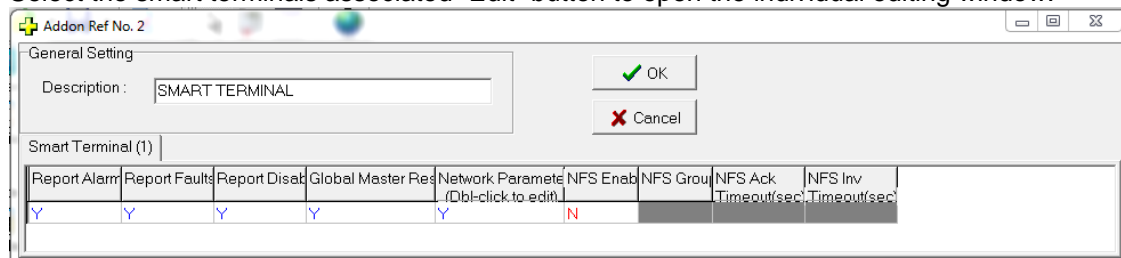 Select the smart terminals associated "Edit" button to open the individual editing window
Addon Ref No. 2
General Setting
Description :
SMART TERMINAL
OK
Cancel
Smart Terminal (1)
Report Alarm Report Faults Report Disab Global Master Res Network Paramete NFS Enab NFS Grou NFS Ack NFS Inv
(Dbl-click to edit) Timeout(sec) Timeout(sec)
Y Y Y Y Y N